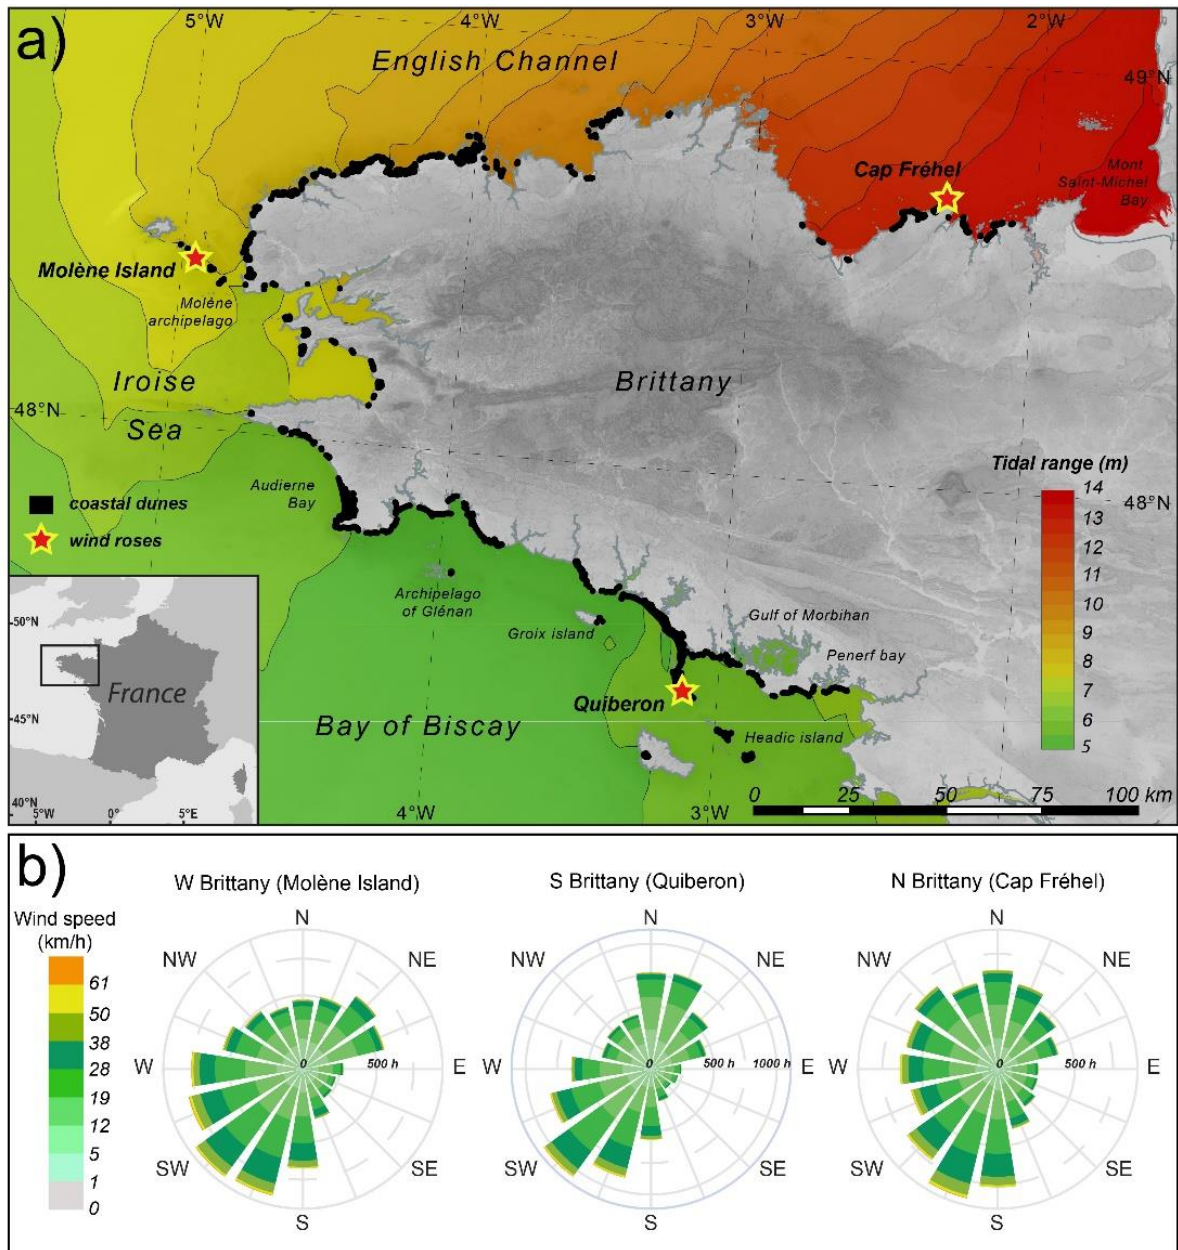 a)
5°W
4°W
3°W
2°W
English Channel
49°N
Cap Fréhel
Mont
Saint-Michel
Bay
Molène Island
Molène
archipelago
Iroise
Sea
Brittany
48°N
Tidal range (m)
14
13
12
11
10
9
8
7
6
5
48°N
Audierne
Bay
coastal dunes
wind roses
Archipelago
of Glénan
Groix island
Gulf of Morbihan
Penerf bay
Quiberon
Headic island
Bay of Biscay
50°N
45°N
40°N
5°W
0°
5°E
France
4°W
3°W
0 25 50 75 100 km
b)
W Brittany (Molène Island)
S Brittany (Quiberon)
N Brittany (Cap Fréhel)
Wind speed
(km/h)
61
50
38
28
19
12
5
1
0
N
NW NE
W 0 500 h E
SW SE
S
N
NW NE
W 0 500 h 1000 h E
SW SE
S
N
NW NE
W 0 500 h E
SW SE
S